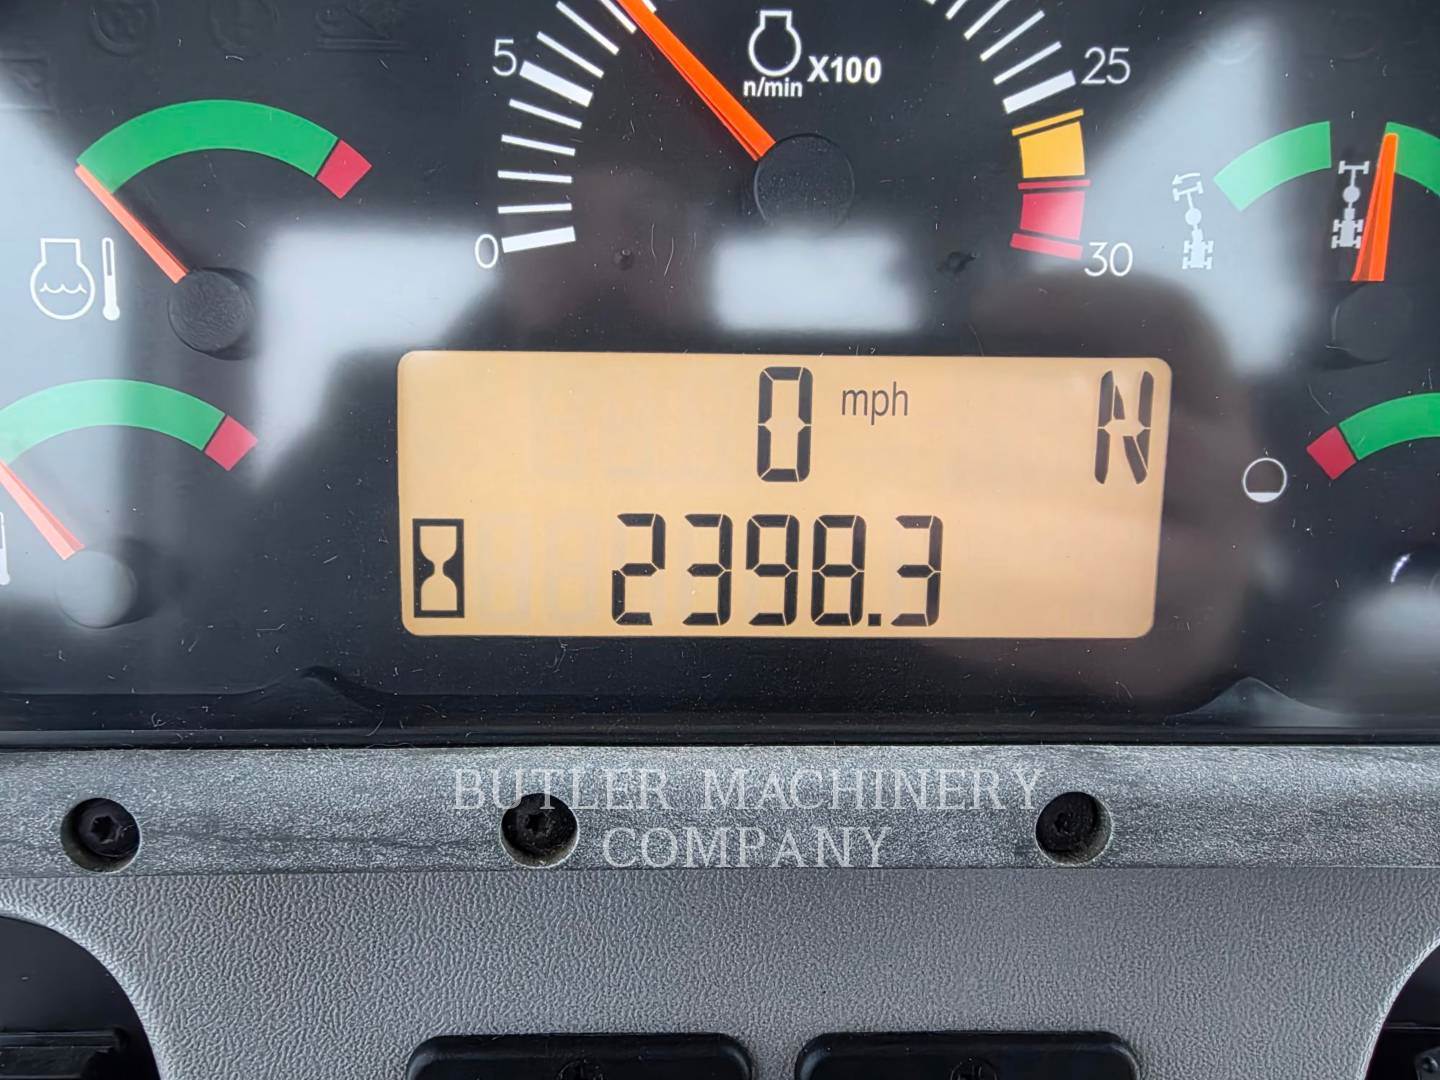 5
n/min
X100
25
0
30
0 mph N
2398.3
BUTLER MACHINERY
COMPANY